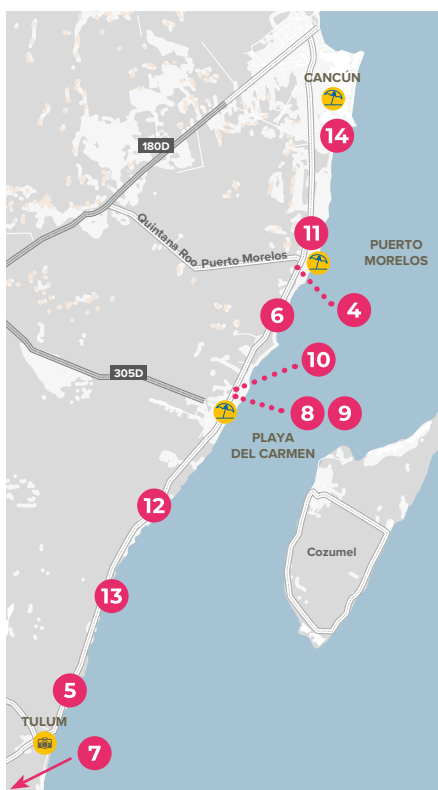 CANCÚN
14
180D
Quintana Roo
Puerto Morelos
11
PUERTO
MORELOS
4
6
10
305D
8 9
PLAYA
DEL CARMEN
12
Cozumel
13
5
TULUM
7